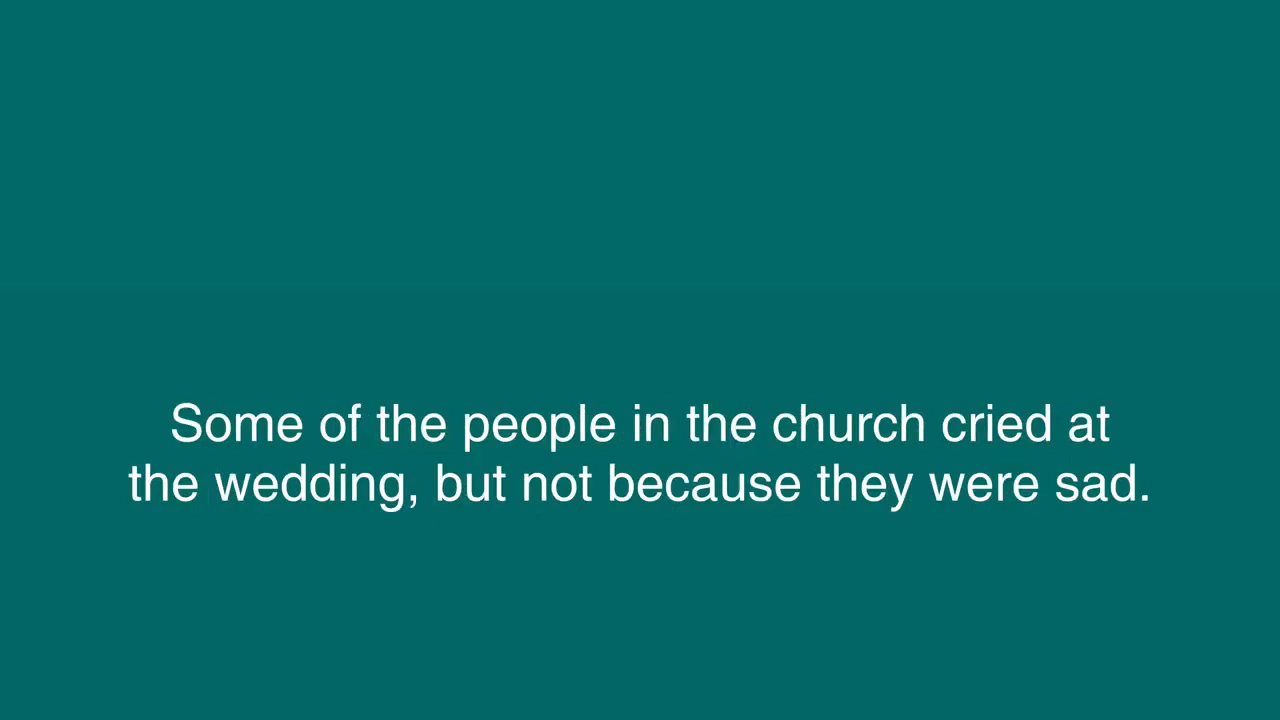 Some of the people in the church cried at
the wedding, but not because they were sad.